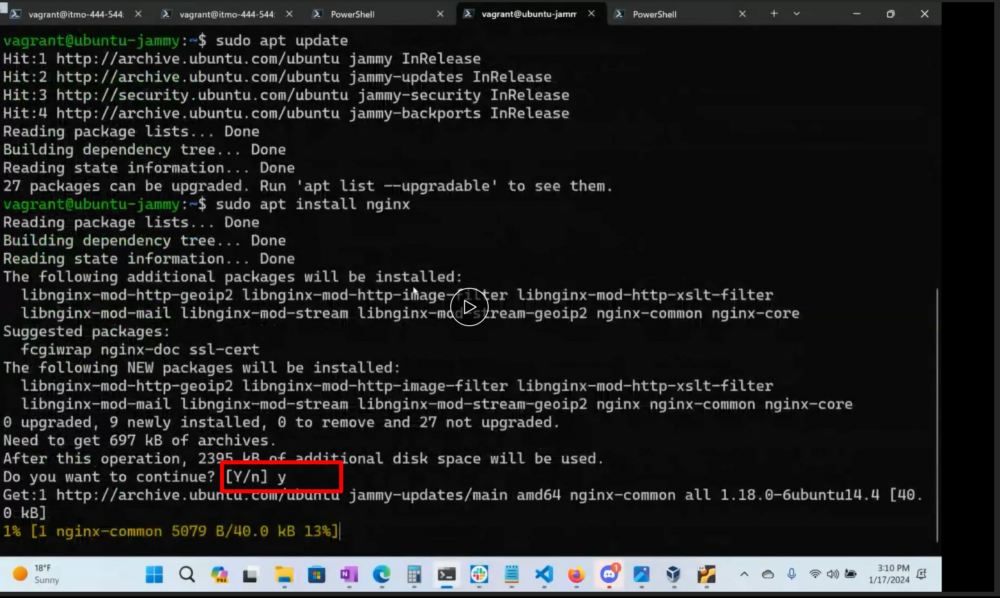 vagrant@itmo-444-544:
vagrant@itmo-444-544:
PowerShell
vagrant@ubuntu-jamm
PowerShell
vagrant@ubuntu-jammy:~$ sudo apt update
Hit:1 http://archive.ubuntu.com/ubuntu jammy InRelease
Hit:2 http://archive.ubuntu.com/ubuntu jammy-updates InRelease
Hit:3 http://security.ubuntu.com/ubuntu jammy-security InRelease
Hit:4 http://archive.ubuntu.com/ubuntu jammy-backports InRelease
Reading package lists... Done
Building dependency tree... Done
Reading state information... Done
27 packages can be upgraded. Run 'apt list --upgradable' to see them.
vagrant@ubuntu-jammy:~$ sudo apt install nginx
Reading package lists... Done
Building dependency tree... Done
Reading state information... Done
The following additional packages will be installed:
libnginx-mod-http-geoip2 libnginx-mod-http-image-filter libnginx-mod-http-xslt-filter
libnginx-mod-mail libnginx-mod-stream libnginx-mod-stream-geoip2 nginx-common nginx-core
Suggested packages:
fcgiwrap nginx-doc ssl-cert
The following NEW packages will be installed:
libnginx-mod-http-geoip2 libnginx-mod-http-image-filter libnginx-mod-http-xslt-filter
libnginx-mod-mail libnginx-mod-stream libnginx-mod-stream-geoip2 nginx nginx-common nginx-core
0 upgraded, 9 newly installed, 0 to remove and 27 not upgraded.
Need to get 697 kB of archives.
After this operation, 2395 kB of additional disk space will be used.
Do you want to continue? [Y/n] y
Get:1 http://archive.ubuntu.com/ubuntu jammy-updates/main amd64 nginx-common all 1.18.0-6ubuntu14.4 [40.
0 kB]
1% [1 nginx-common 5079 B/40.0 kB 13%]
18°F
Sunny
PRE
N
1
64
3:10 PM
1/17/2024